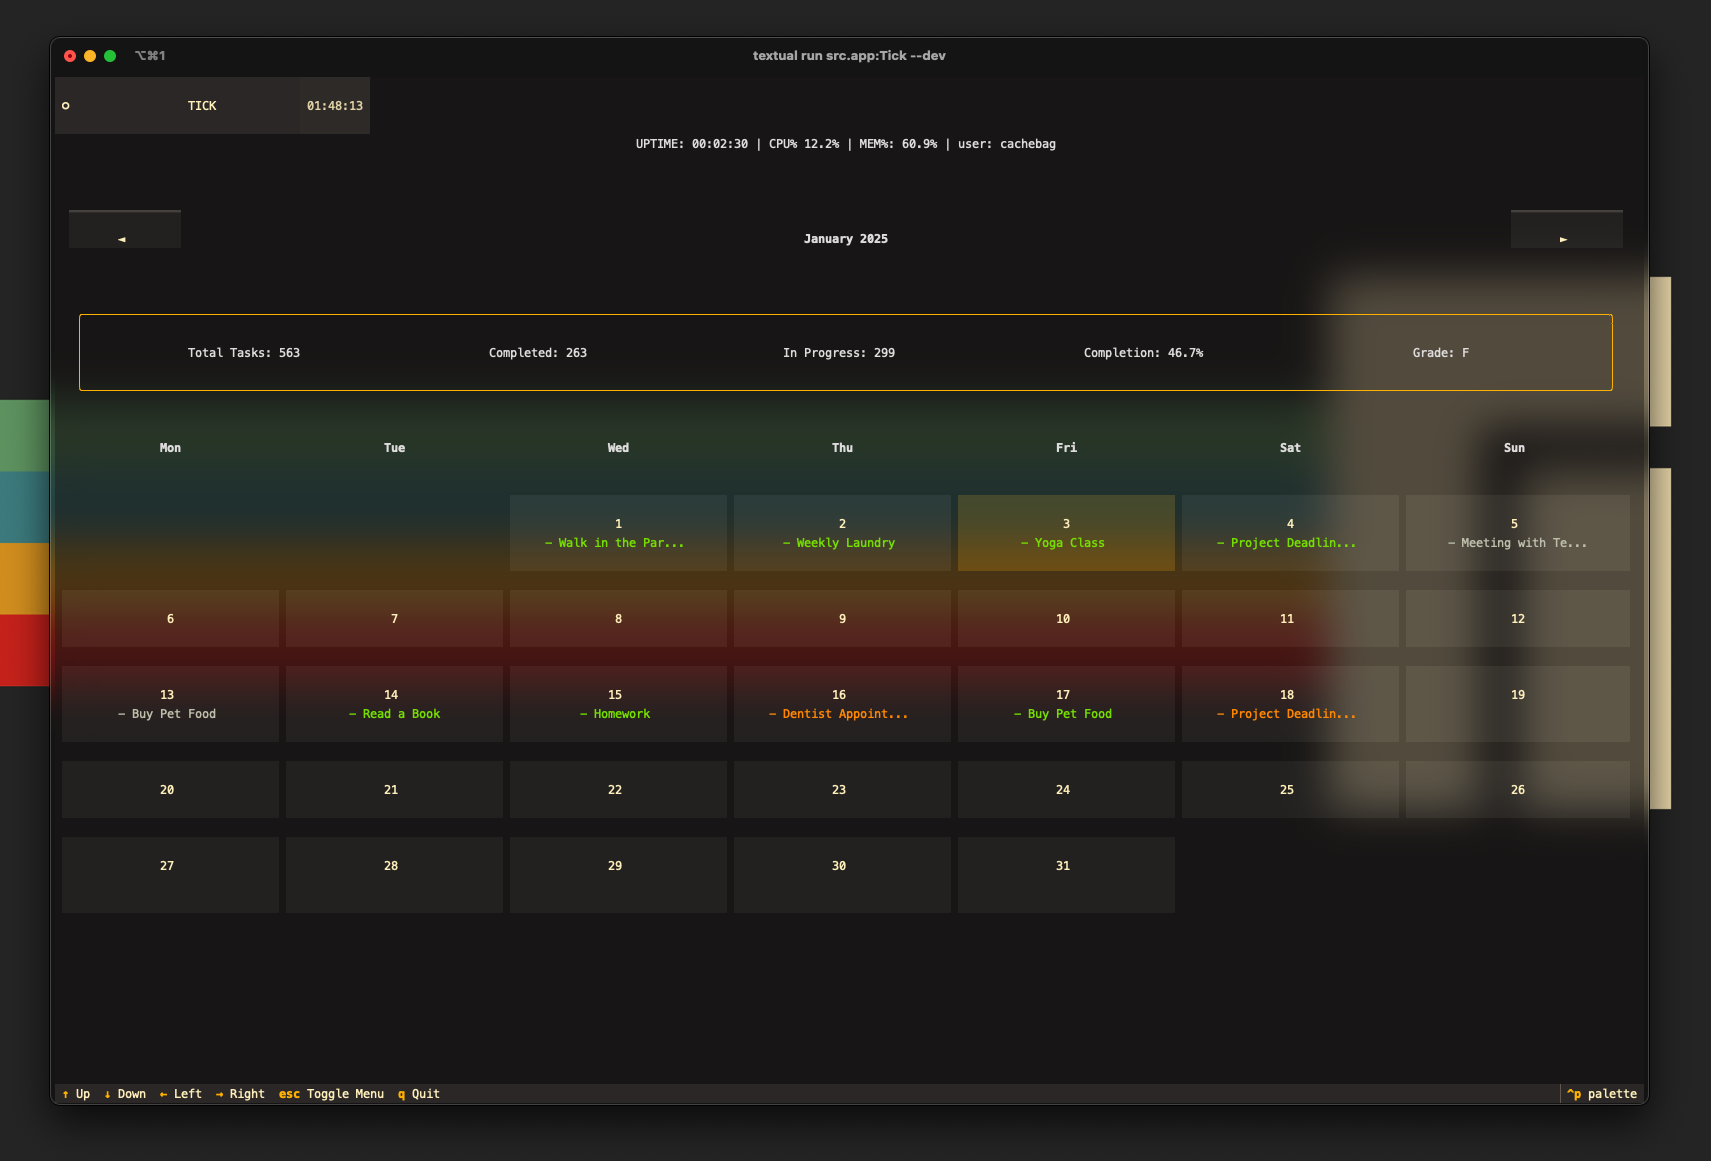 ⌥⌘1 textual run src.app:Tick --dev
TICK 01:48:13
UPTIME: 00:02:30 | CPU% 12.2% | MEM%: 60.9% | user: cachebag
◄ January 2025 ►
Total Tasks: 563 Completed: 263 In Progress: 299 Completion: 46.7% Grade: F
Mon Tue Wed Thu Fri Sat Sun
1 2 3 4 5
– Walk in the Par... – Weekly Laundry – Yoga Class – Project Deadlin... – Meeting with Te...
6 7 8 9 10 11 12
13 14 15 16 17 18 19
– Buy Pet Food – Read a Book – Homework – Dentist Appoint... – Buy Pet Food – Project Deadlin...
20 21 22 23 24 25 26
27 28 29 30 31
↑ Up ↓ Down ← Left → Right esc Toggle Menu q Quit ^p palette